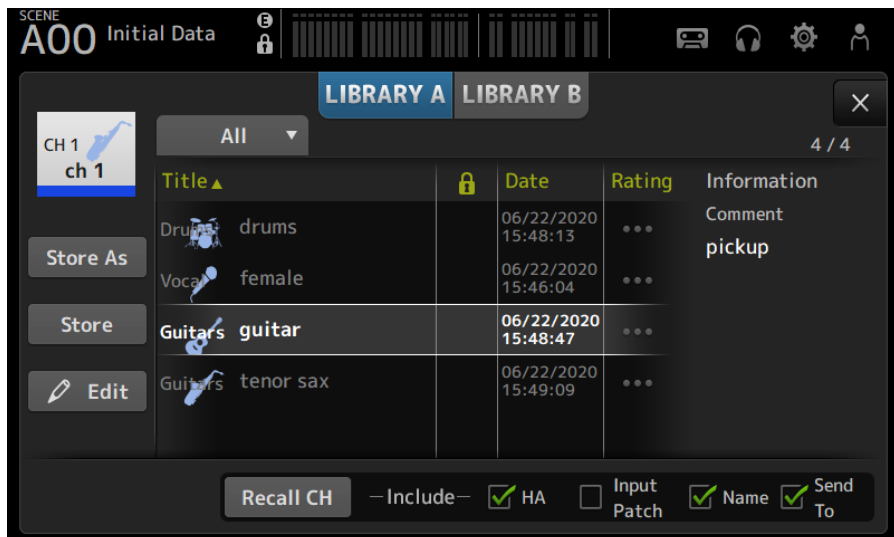 SCENE
A00 Initial Data
E
LIBRARY A LIBRARY B
CH 1
ch 1
All
4 / 4
Title Date Rating Information
Comment
pickup
Drums drums 06/22/2020
15:48:13
Vocal female 06/22/2020
15:46:04
Guitars guitar 06/22/2020
15:48:47
Guitars tenor sax 06/22/2020
15:49:09
Store As
Store
Edit
Recall CH —Include— HA Input
Patch Name Send
To